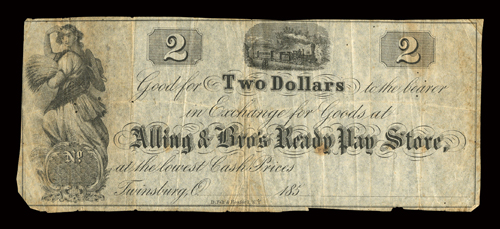 2 2
Good for Two Dollars to the bearer
in Exchange for Goods at
Alling & Bro's Ready Pay Store,
No
at the lowest Cash Prices
Twinsburg, O. 185